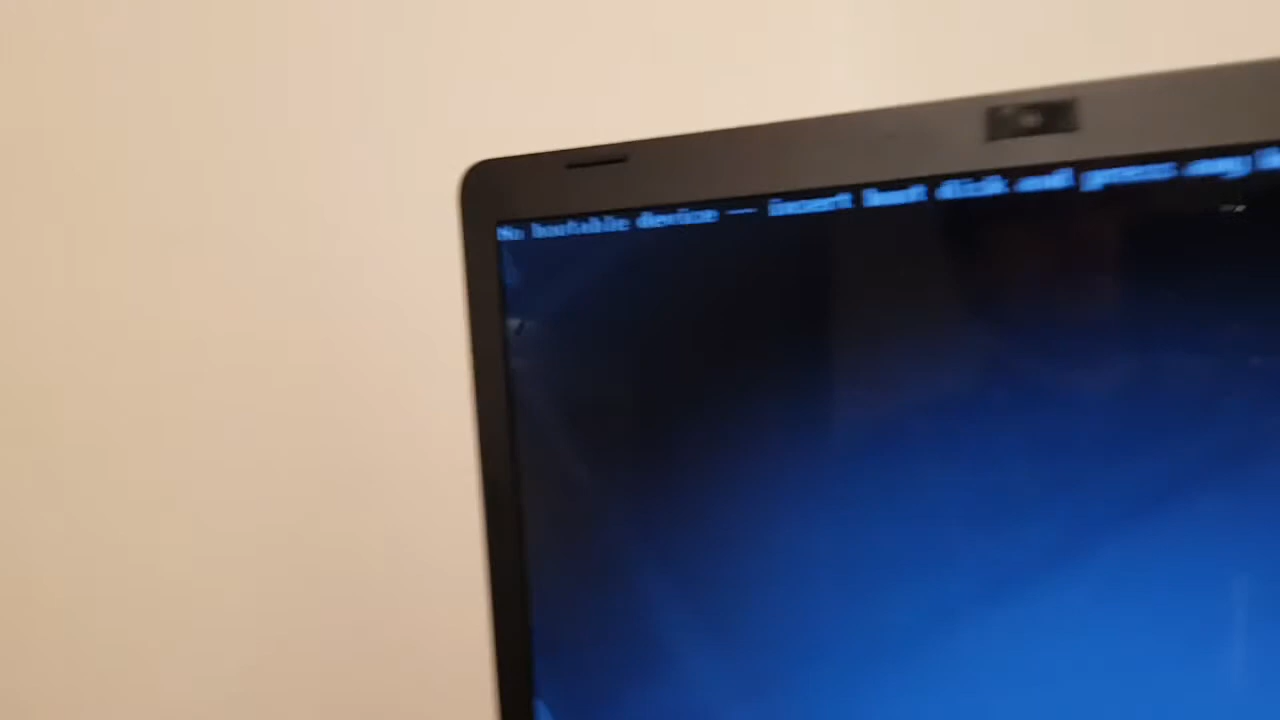 No bootable device -- insert boot disk and press any